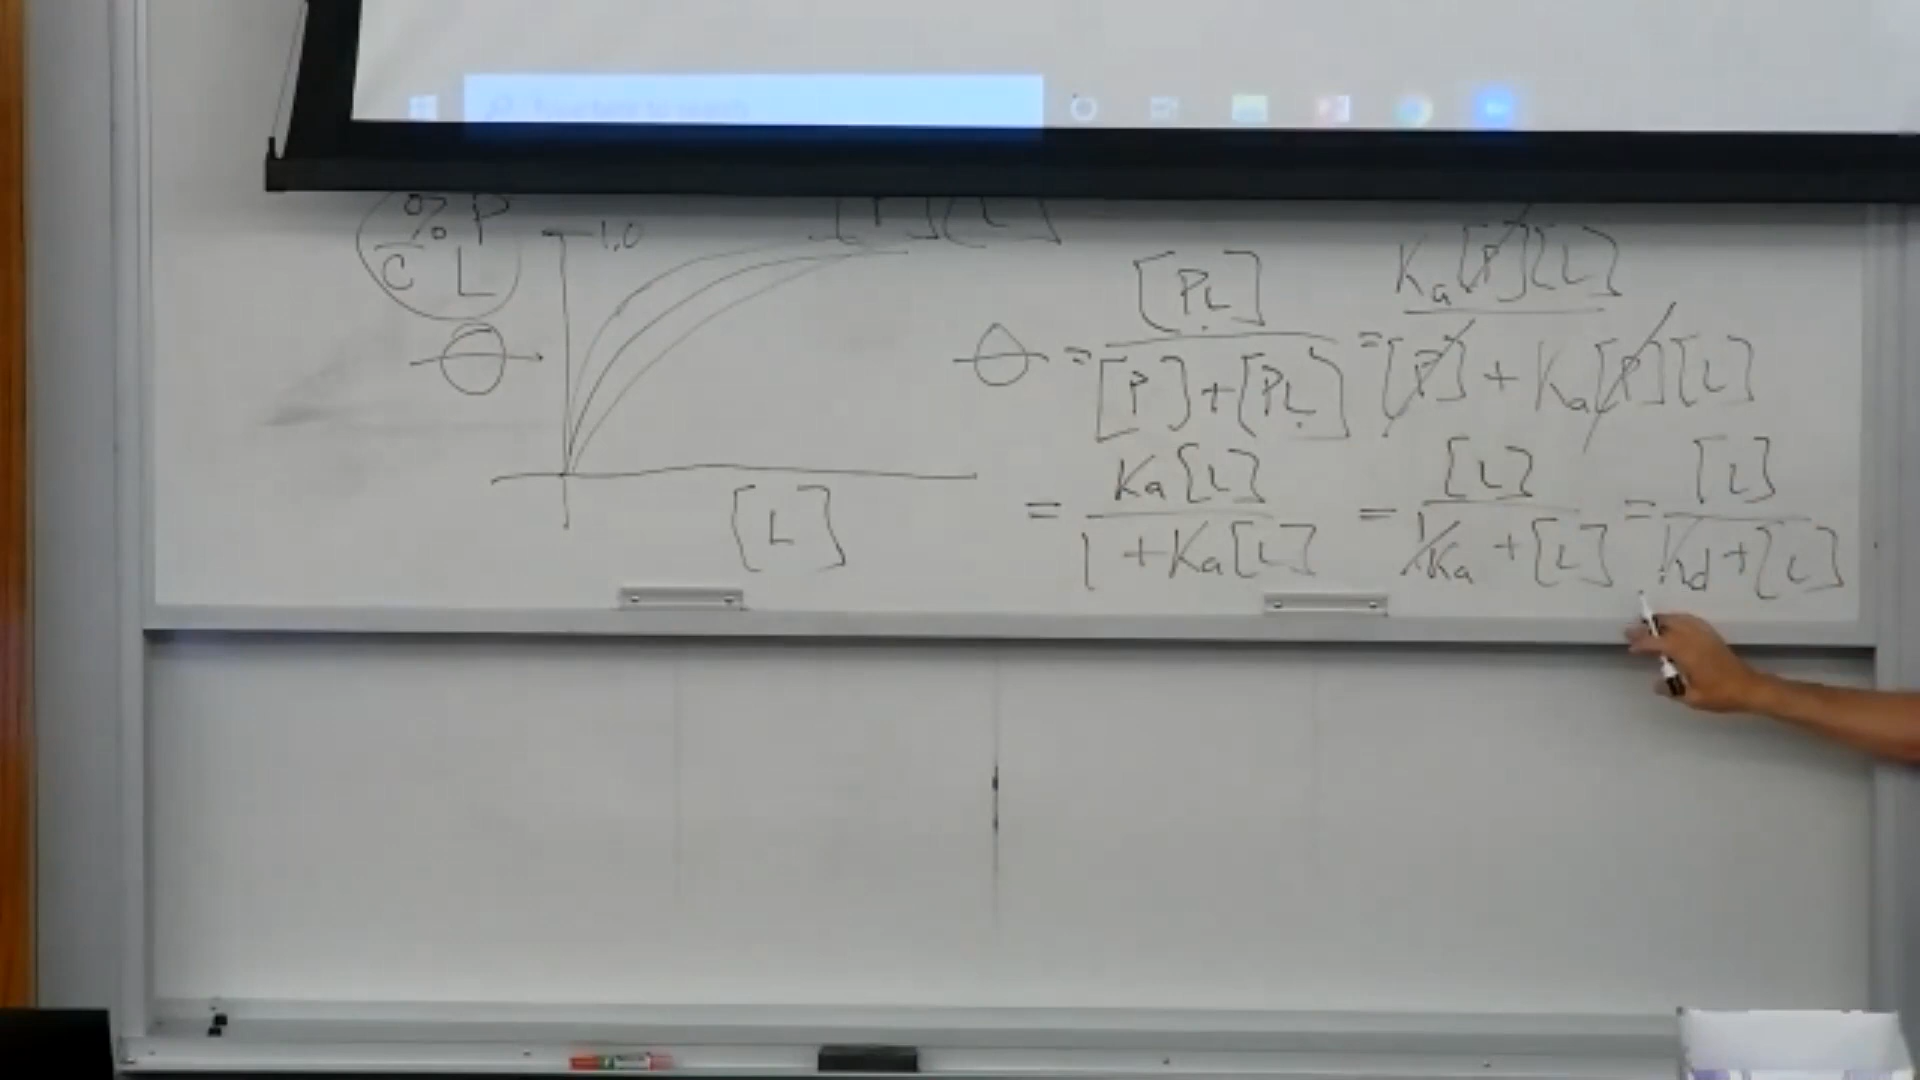 % P
C L
θ
1.0
[L]
θ = [PL] / [P] + [PL] = Ka[P][L] / [P] + Ka[P][L]
= Ka[L] / 1 + Ka[L] = [L] / 1/Ka + [L] = [L] / Kd + [L]